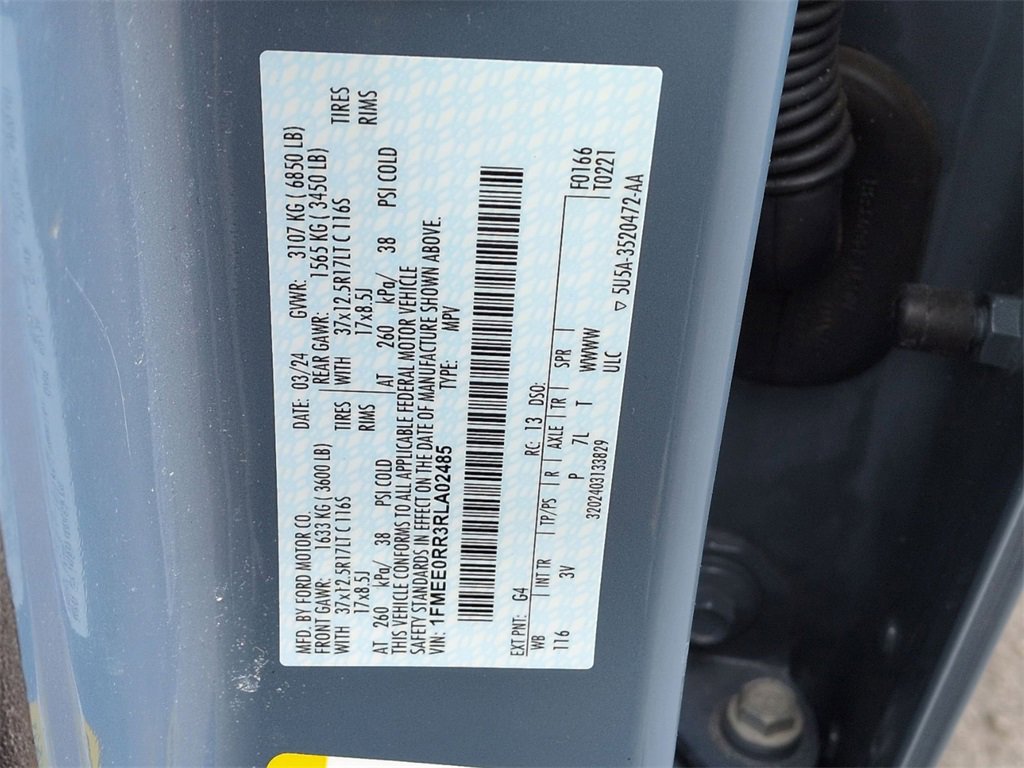 MFD. BY FORD MOTOR CO. DATE: 03/24 GVWR: 3107 KG ( 6850 LB)
FRONT GAWR: 1633 KG ( 3600 LB) REAR GAWR: 1565 KG ( 3450 LB)
WITH 37x12.5R17LT C 116S TIRES WITH 37x12.5R17LT C 116S TIRES
17x8.5J RIMS 17x8.5J RIMS
AT 260 kPa/ 38 PSI COLD AT 260 kPa/ 38 PSI COLD
THIS VEHICLE CONFORMS TO ALL APPLICABLE FEDERAL MOTOR VEHICLE
SAFETY STANDARDS IN EFFECT ON THE DATE OF MANUFACTURE SHOWN ABOVE.
VIN: 1FMEE0RR3RLA02485 TYPE: MPV
EXT PNT: G4 RC: 13 DSO: F0166
WB INT TR TP/PS R AXLE TR SPR T0221
116 3V P 7L T WWWW
3202403133829 ULC
▽ 5U5A-3520472-AA